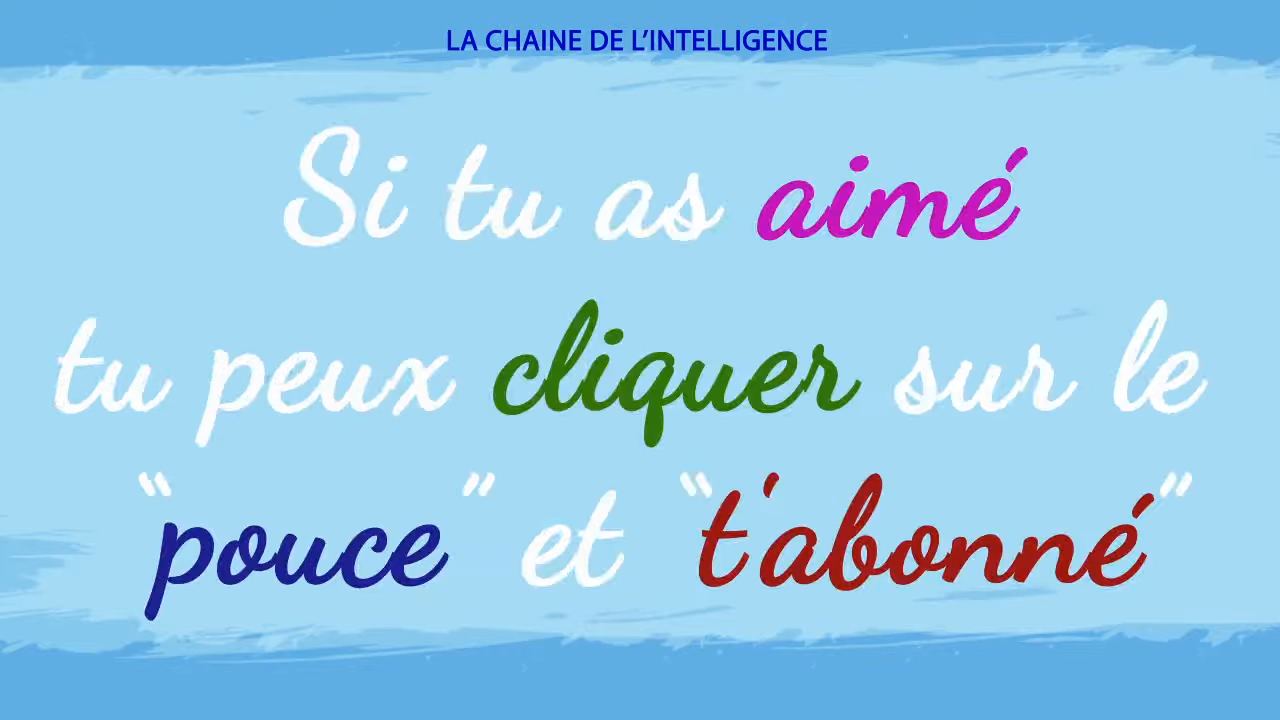 LA CHAINE DE L’INTELLIGENCE
Si tu as aimé
tu peux cliquer sur le
“pouce” et “t'abonné”